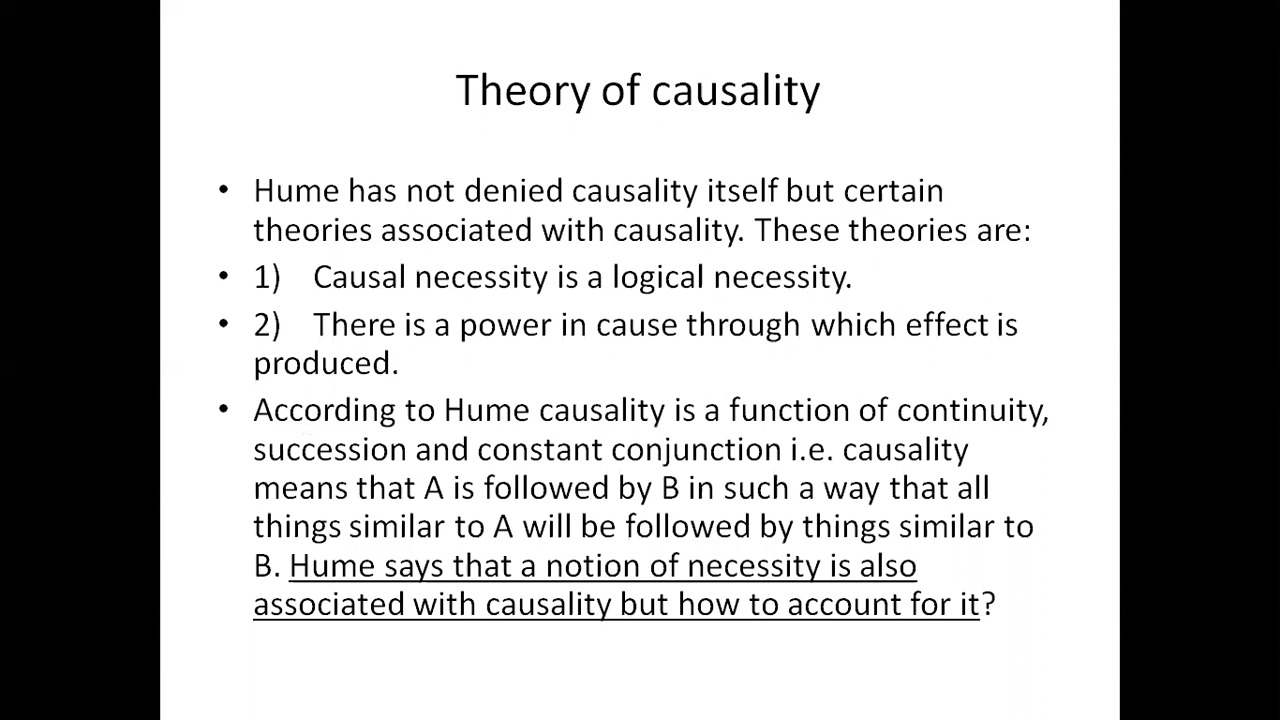 Theory of causality
• Hume has not denied causality itself but certain
theories associated with causality. These theories are:
• 1) Causal necessity is a logical necessity.
• 2) There is a power in cause through which effect is
produced.
• According to Hume causality is a function of continuity,
succession and constant conjunction i.e. causality
means that A is followed by B in such a way that all
things similar to A will be followed by things similar to
B. Hume says that a notion of necessity is also
associated with causality but how to account for it?